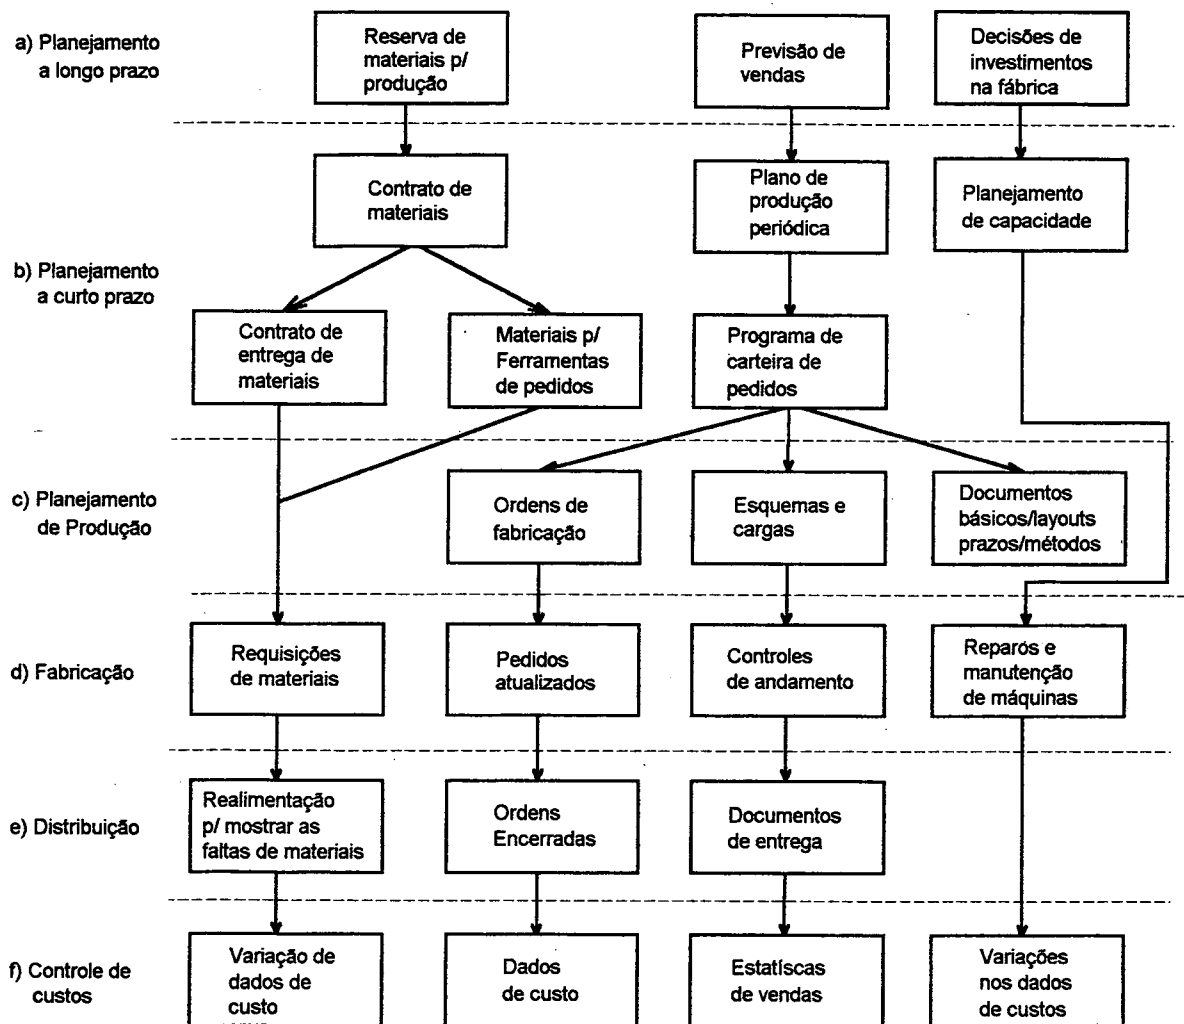 a) Planejamento
a longo prazo
Reserva de
materiais p/
produção
Previsão de
vendas
Decisões de
investimentos
na fábrica
Contrato de
materiais
Plano de
produção
periódica
Planejamento
de capacidade
b) Planejamento
a curto prazo
Contrato de
entrega de
materiais
Materiais p/
Ferramentas
de pedidos
Programa de
carteira de
pedidos
c) Planejamento
de Produção
Ordens de
fabricação
Esquemas e
cargas
Documentos
básicos/layouts
prazos/métodos
d) Fabricação
Requisições
de materiais
Pedidos
atualizados
Controles
de andamento
Reparos e
manutenção
de máquinas
e) Distribuição
Realimentação
p/ mostrar as
faltas de materiais
Ordens
Encerradas
Documentos
de entrega
f) Controle de
custos
Variação de
dados de
custo
Dados
de custo
Estatíscas
de vendas
Variações
nos dados
de custos